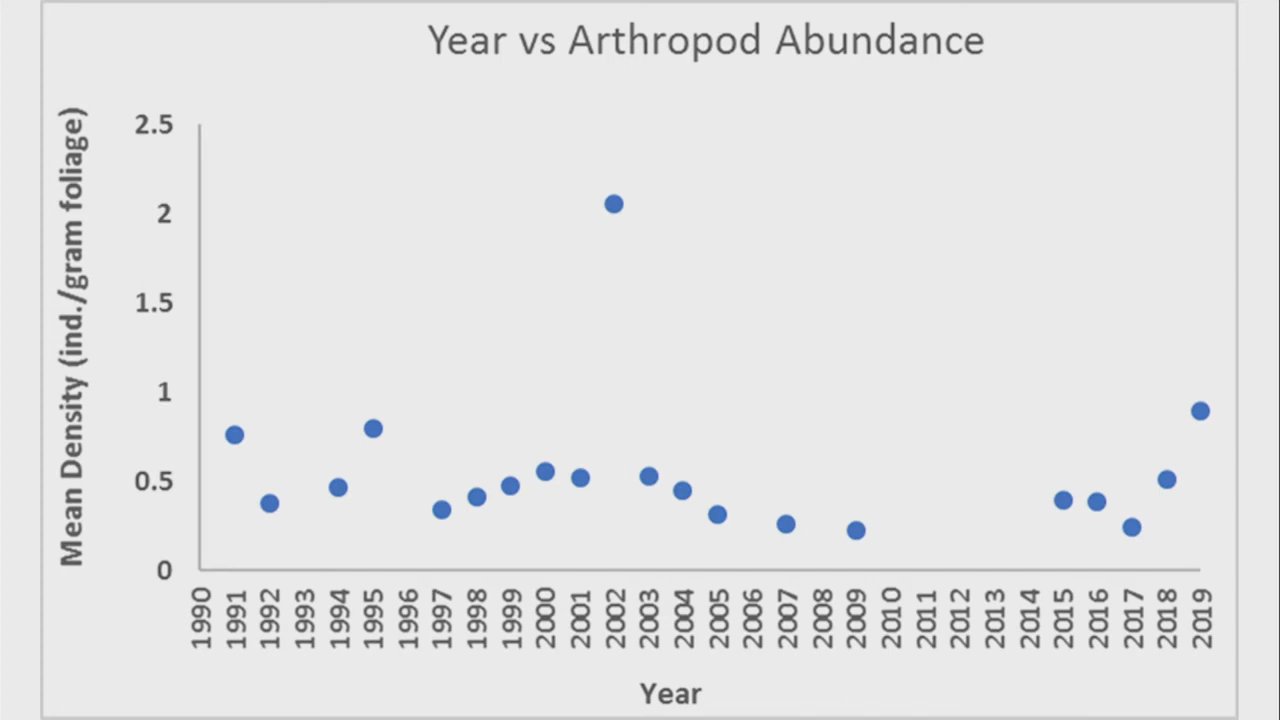 Year vs Arthropod Abundance
Mean Density (ind./gram foliage)
2.5
2
1.5
1
0.5
0
1990 1991 1992 1993 1994 1995 1996 1997 1998 1999 2000 2001 2002 2003 2004 2005 2006 2007 2008 2009 2010 2011 2012 2013 2014 2015 2016 2017 2018 2019
Year